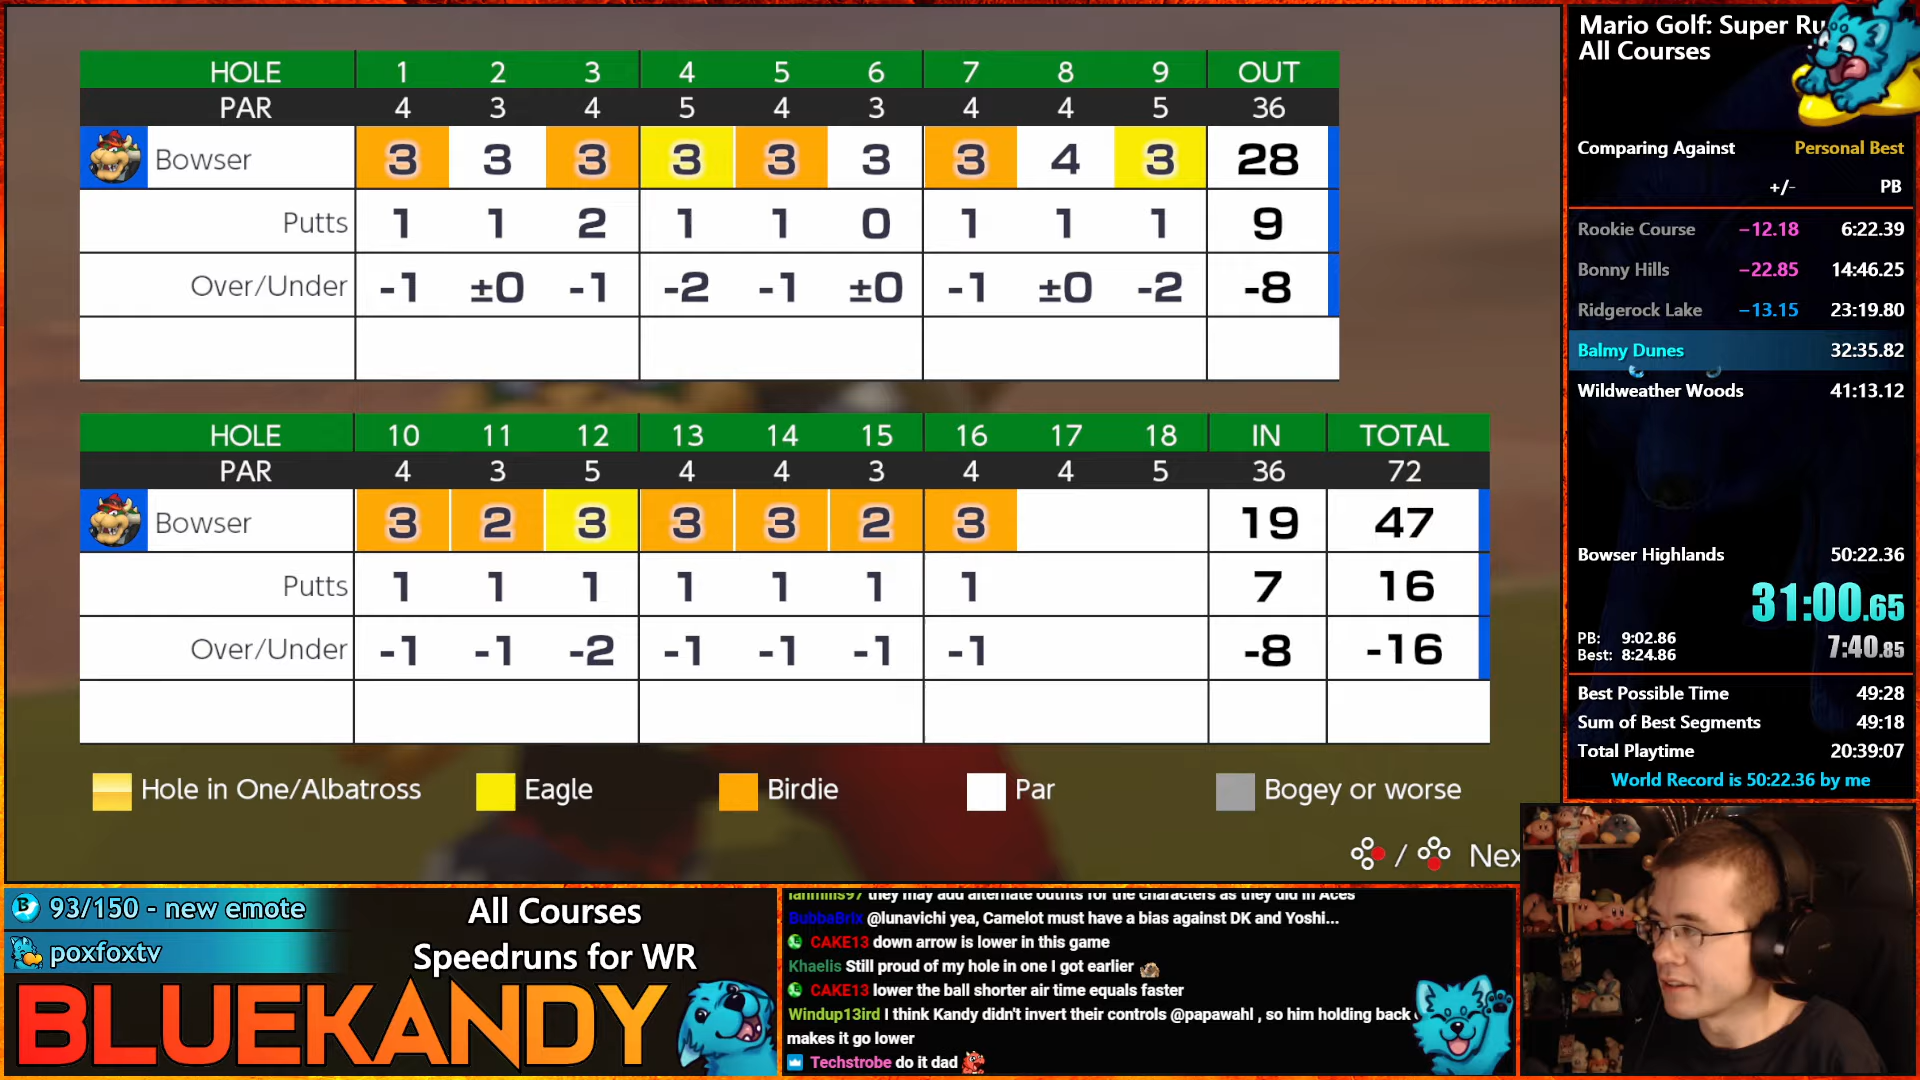 HOLE 1 2 3 4 5 6 7 8 9 OUT
PAR 4 3 4 5 4 3 4 4 5 36
Bowser 3 3 3 3 3 3 3 4 3 28
Putts 1 1 2 1 1 0 1 1 1 9
Over/Under -1 ±0 -1 -2 -1 ±0 -1 ±0 -2 -8
HOLE 10 11 12 13 14 15 16 17 18 IN TOTAL
PAR 4 3 5 4 4 3 4 4 5 36 72
Bowser 3 2 3 3 3 2 3 19 47
Putts 1 1 1 1 1 1 1 7 16
Over/Under -1 -1 -2 -1 -1 -1 -1 -8 -16
Hole in One/Albatross Eagle Birdie Par Bogey or worse
/ Nex
Mario Golf: Super Ru
All Courses
Comparing Against Personal Best
+/- PB
Rookie Course −12.18 6:22.39
Bonny Hills −22.85 14:46.25
Ridgerock Lake −13.15 23:19.80
Balmy Dunes 32:35.82
Wildweather Woods 41:13.12
Bowser Highlands 50:22.36
31:00.65
PB: 9:02.86
Best: 8:24.86
7:40.85
Best Possible Time 49:28
Sum of Best Segments 49:18
Total Playtime 20:39:07
World Record is 50:22.36 by me
93/150 - new emote
poxfoxtv
All Courses
Speedruns for WR
BLUEKANDY
ianmills97 they may add alternate outfits for the characters as they did in Aces
BubbaBrix @lunavichi yea, Camelot must have a bias against DK and Yoshi...
CAKE13 down arrow is lower in this game
Khaelis Still proud of my hole in one I got earlier
CAKE13 lower the ball shorter air time equals faster
Windup13ird I think Kandy didn't invert their controls @papawahl , so him holding back
makes it go lower
Techstrobe do it dad